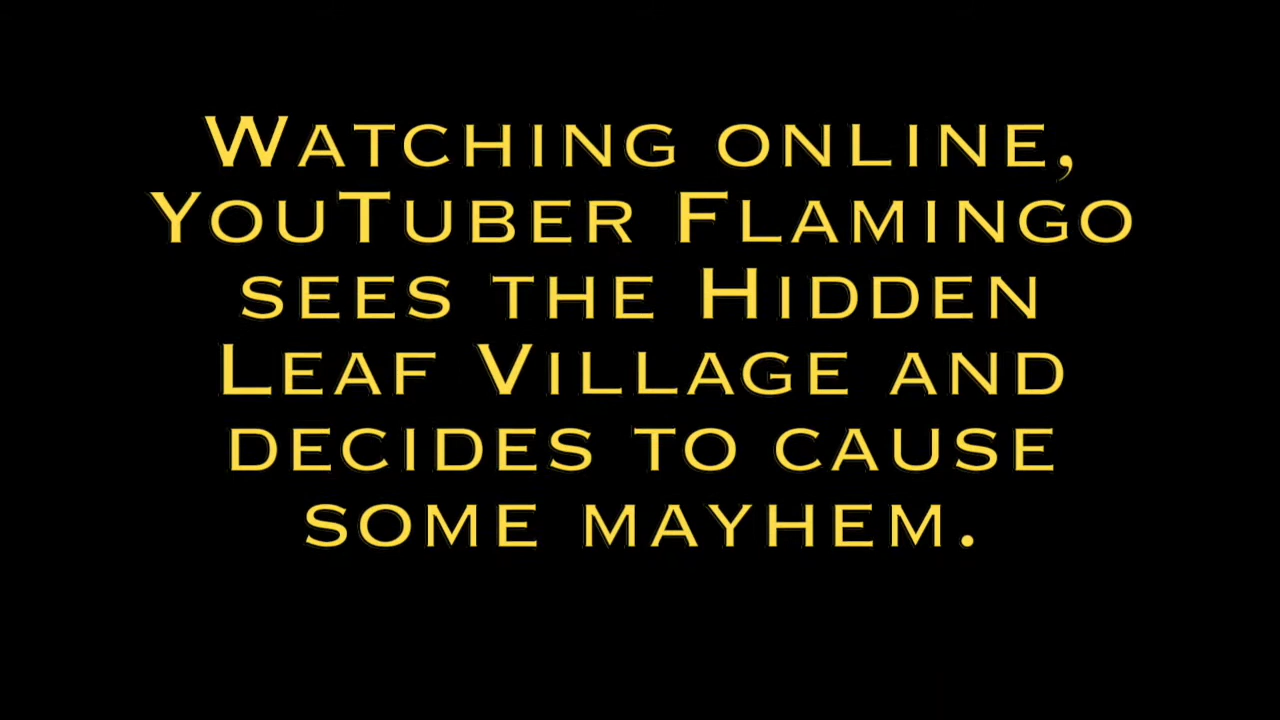 Watching online,
YouTuber Flamingo
sees the Hidden
Leaf Village and
decides to cause
some mayhem.